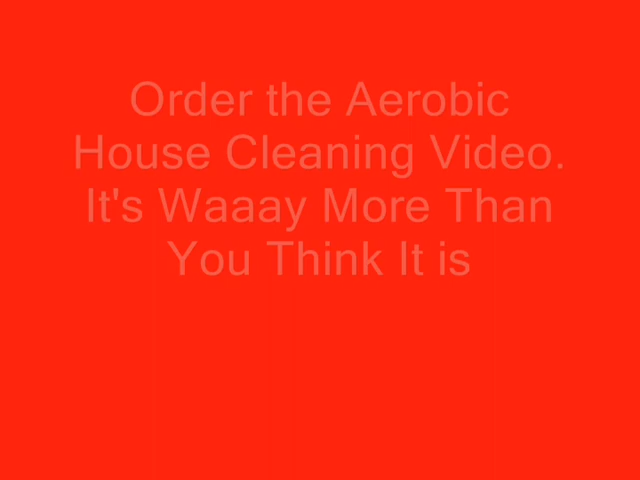 Order the Aerobic
House Cleaning Video.
It's Waaay More Than
You Think It is